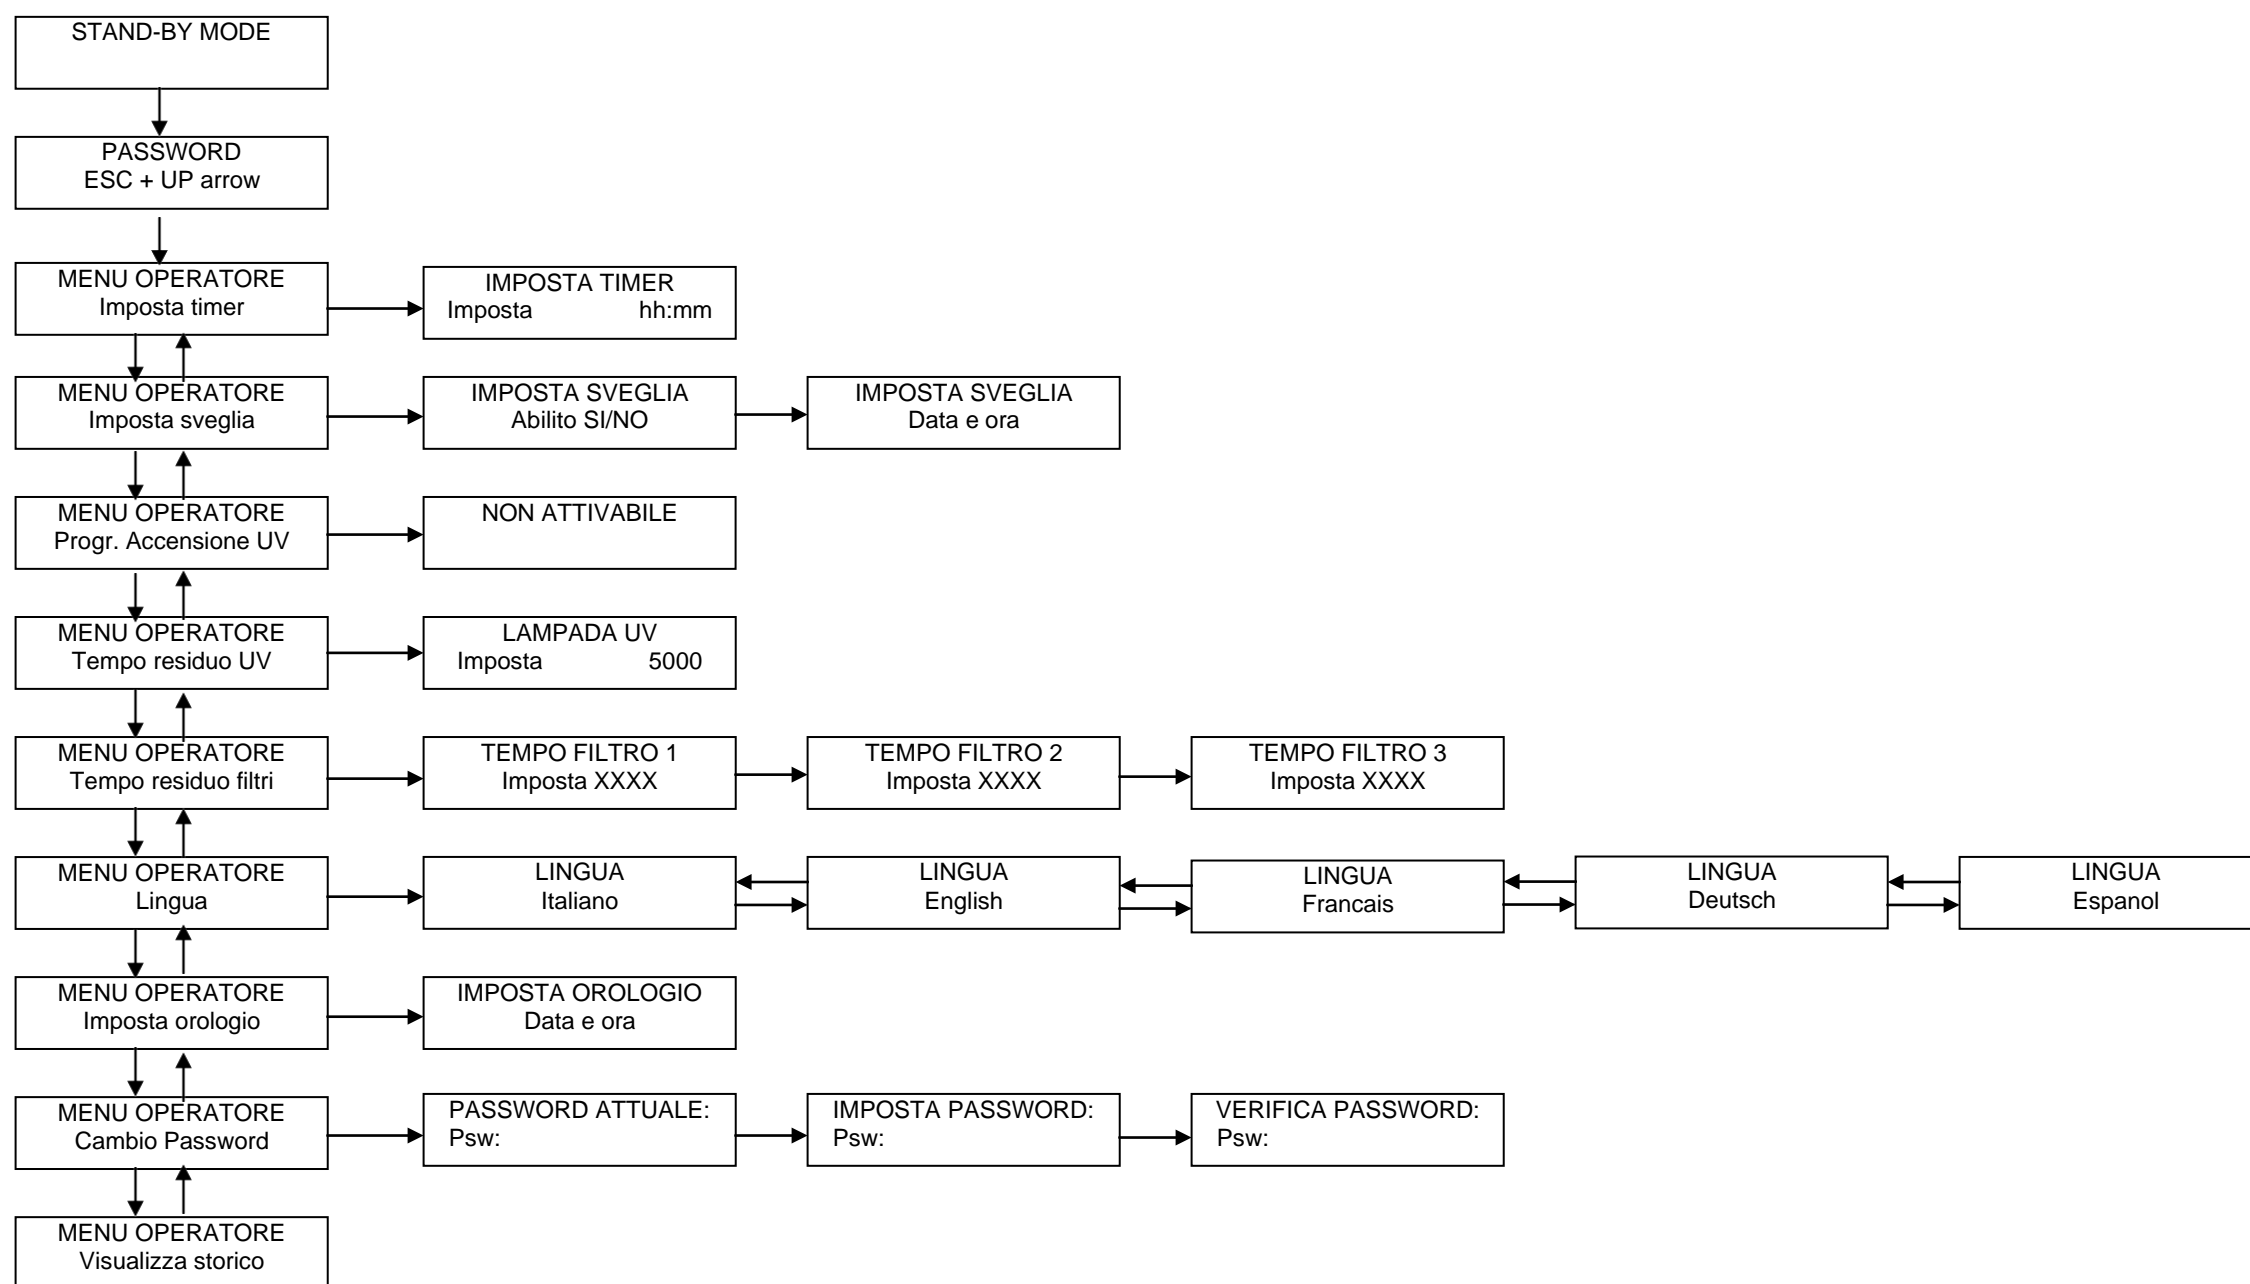 STAND-BY MODE
PASSWORD
ESC + UP arrow
MENU OPERATORE
Imposta timer
IMPOSTA TIMER
Imposta hh:mm
MENU OPERATORE
Imposta sveglia
IMPOSTA SVEGLIA
Abilito SI/NO
IMPOSTA SVEGLIA
Data e ora
MENU OPERATORE
Progr. Accensione UV
NON ATTIVABILE
MENU OPERATORE
Tempo residuo UV
LAMPADA UV
Imposta 5000
MENU OPERATORE
Tempo residuo filtri
TEMPO FILTRO 1
Imposta XXXX
TEMPO FILTRO 2
Imposta XXXX
TEMPO FILTRO 3
Imposta XXXX
MENU OPERATORE
Lingua
LINGUA
Italiano
LINGUA
English
LINGUA
Francais
LINGUA
Deutsch
LINGUA
Espanol
MENU OPERATORE
Imposta orologio
IMPOSTA OROLOGIO
Data e ora
MENU OPERATORE
Cambio Password
PASSWORD ATTUALE:
Psw:
IMPOSTA PASSWORD:
Psw:
VERIFICA PASSWORD:
Psw:
MENU OPERATORE
Visualizza storico